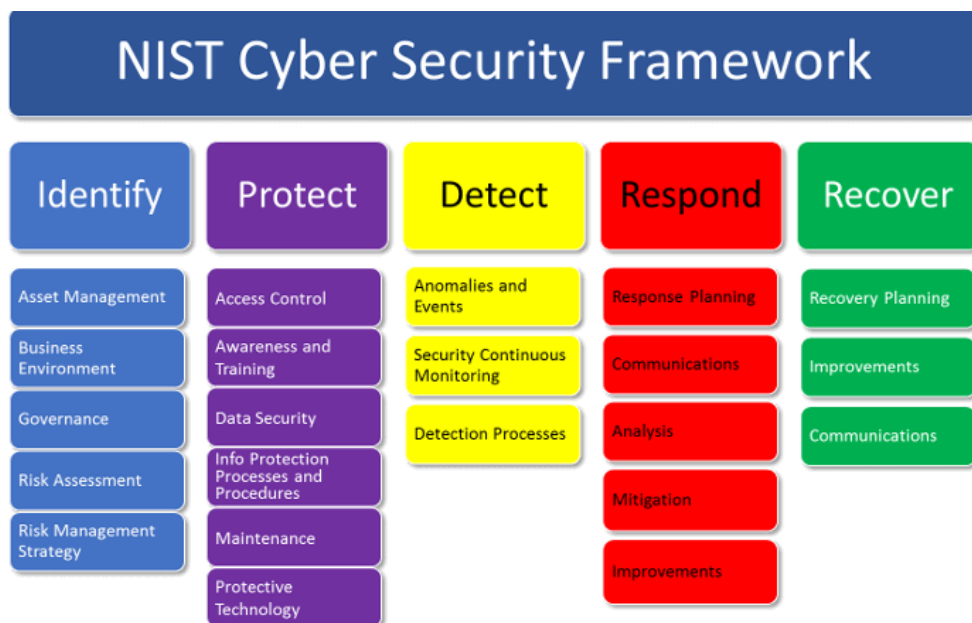 NIST Cyber Security Framework
Identify
Asset Management
Business
Environment
Governance
Risk Assessment
Risk Management
Strategy
Protect
Access Control
Awareness and
Training
Data Security
Info Protection
Processes and
Procedures
Maintenance
Protective
Technology
Detect
Anomalies and
Events
Security Continuous
Monitoring
Detection Processes
Respond
Response Planning
Communications
Analysis
Mitigation
Improvements
Recover
Recovery Planning
Improvements
Communications